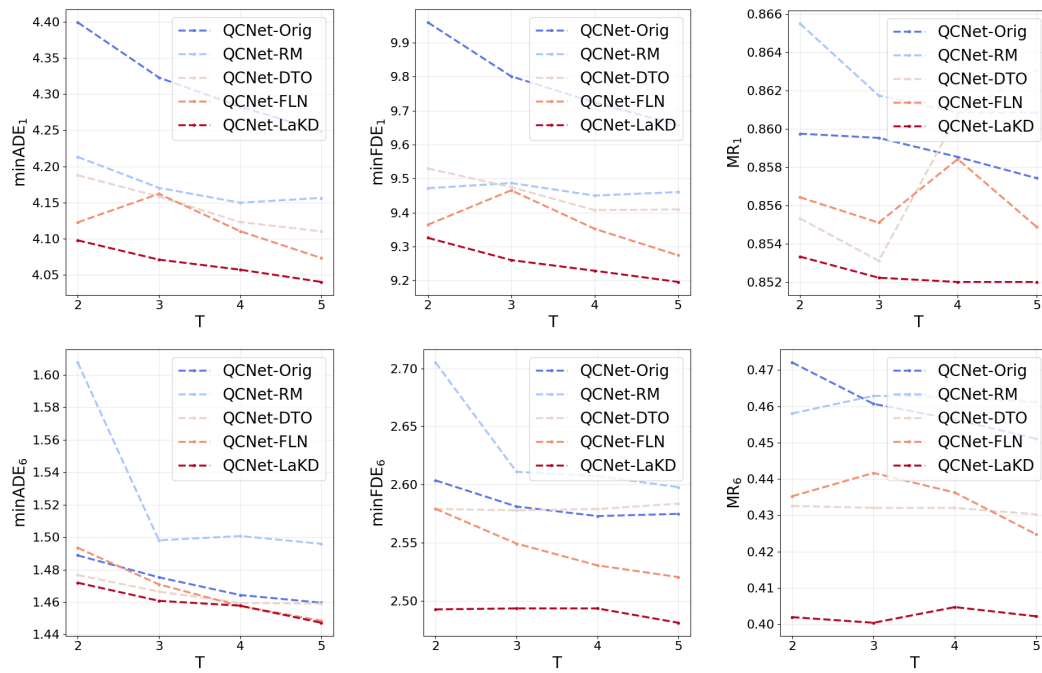 minADE₁
4.40
4.35
4.30
4.25
4.20
4.15
4.10
4.05
2
3
4
5
T
QCNet-Orig
QCNet-RM
QCNet-DTO
QCNet-FLN
QCNet-LaKD
minFDE₁
9.9
9.8
9.7
9.6
9.5
9.4
9.3
9.2
2
3
4
5
T
QCNet-Orig
QCNet-RM
QCNet-DTO
QCNet-FLN
QCNet-LaKD
MR₁
0.866
0.864
0.862
0.860
0.858
0.856
0.854
0.852
2
3
4
5
T
QCNet-Orig
QCNet-RM
QCNet-DTO
QCNet-FLN
QCNet-LaKD
minADE₆
1.60
1.58
1.56
1.54
1.52
1.50
1.48
1.46
1.44
2
3
4
5
T
QCNet-Orig
QCNet-RM
QCNet-DTO
QCNet-FLN
QCNet-LaKD
minFDE₆
2.70
2.65
2.60
2.55
2.50
2
3
4
5
T
QCNet-Orig
QCNet-RM
QCNet-DTO
QCNet-FLN
QCNet-LaKD
MR₆
0.47
0.46
0.45
0.44
0.43
0.42
0.41
0.40
2
3
4
5
T
QCNet-Orig
QCNet-RM
QCNet-DTO
QCNet-FLN
QCNet-LaKD